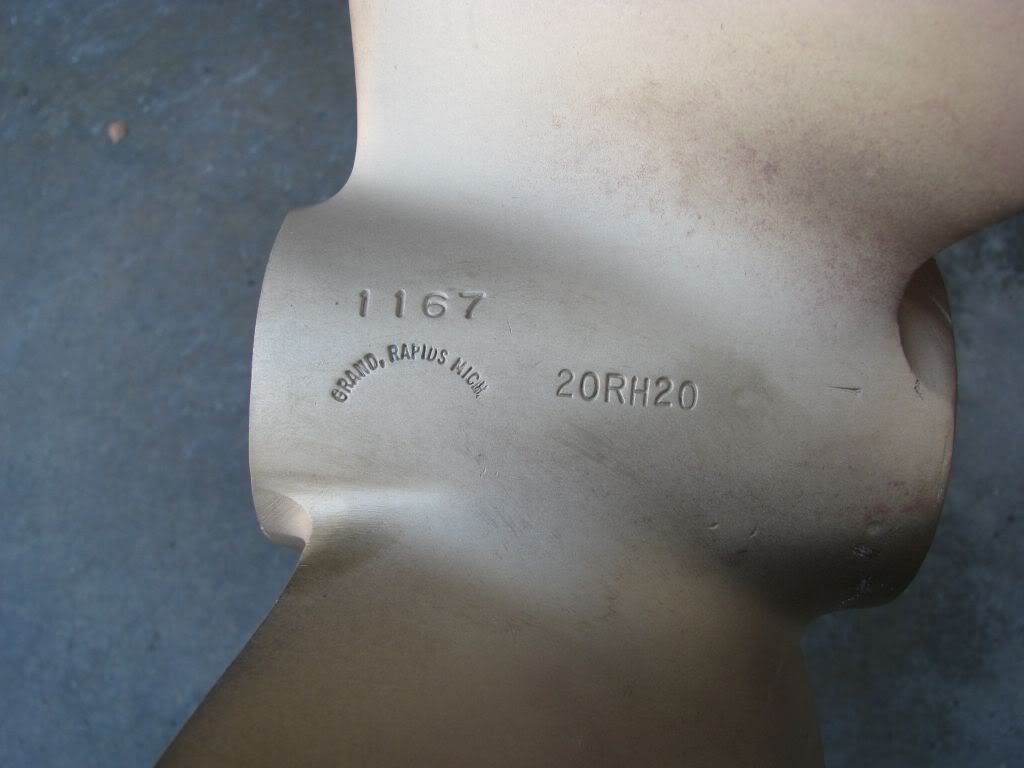 1167
GRAND, RAPIDS MICH.
20RH20